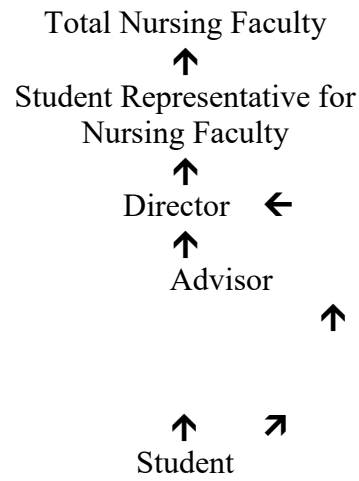 Total Nursing Faculty
↑
Student Representative for
Nursing Faculty
↑
Director ←
↑
Advisor
↑
↑ ↗
Student